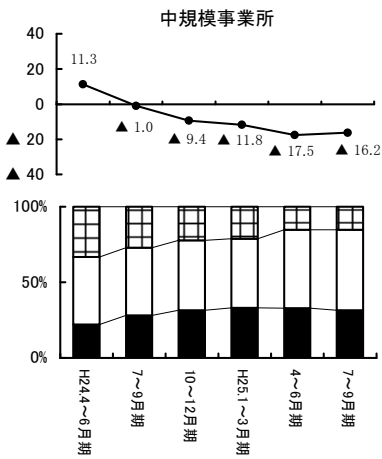 中規模事業所
40
20
0
▲ 20
▲ 40
11.3
▲ 1.0
▲ 9.4
▲ 11.8
▲ 17.5
▲ 16.2
100%
50%
0%
H24.4～6月期
7～9月期
10～12月期
H25.1～3月期
4～6月期
7～9月期